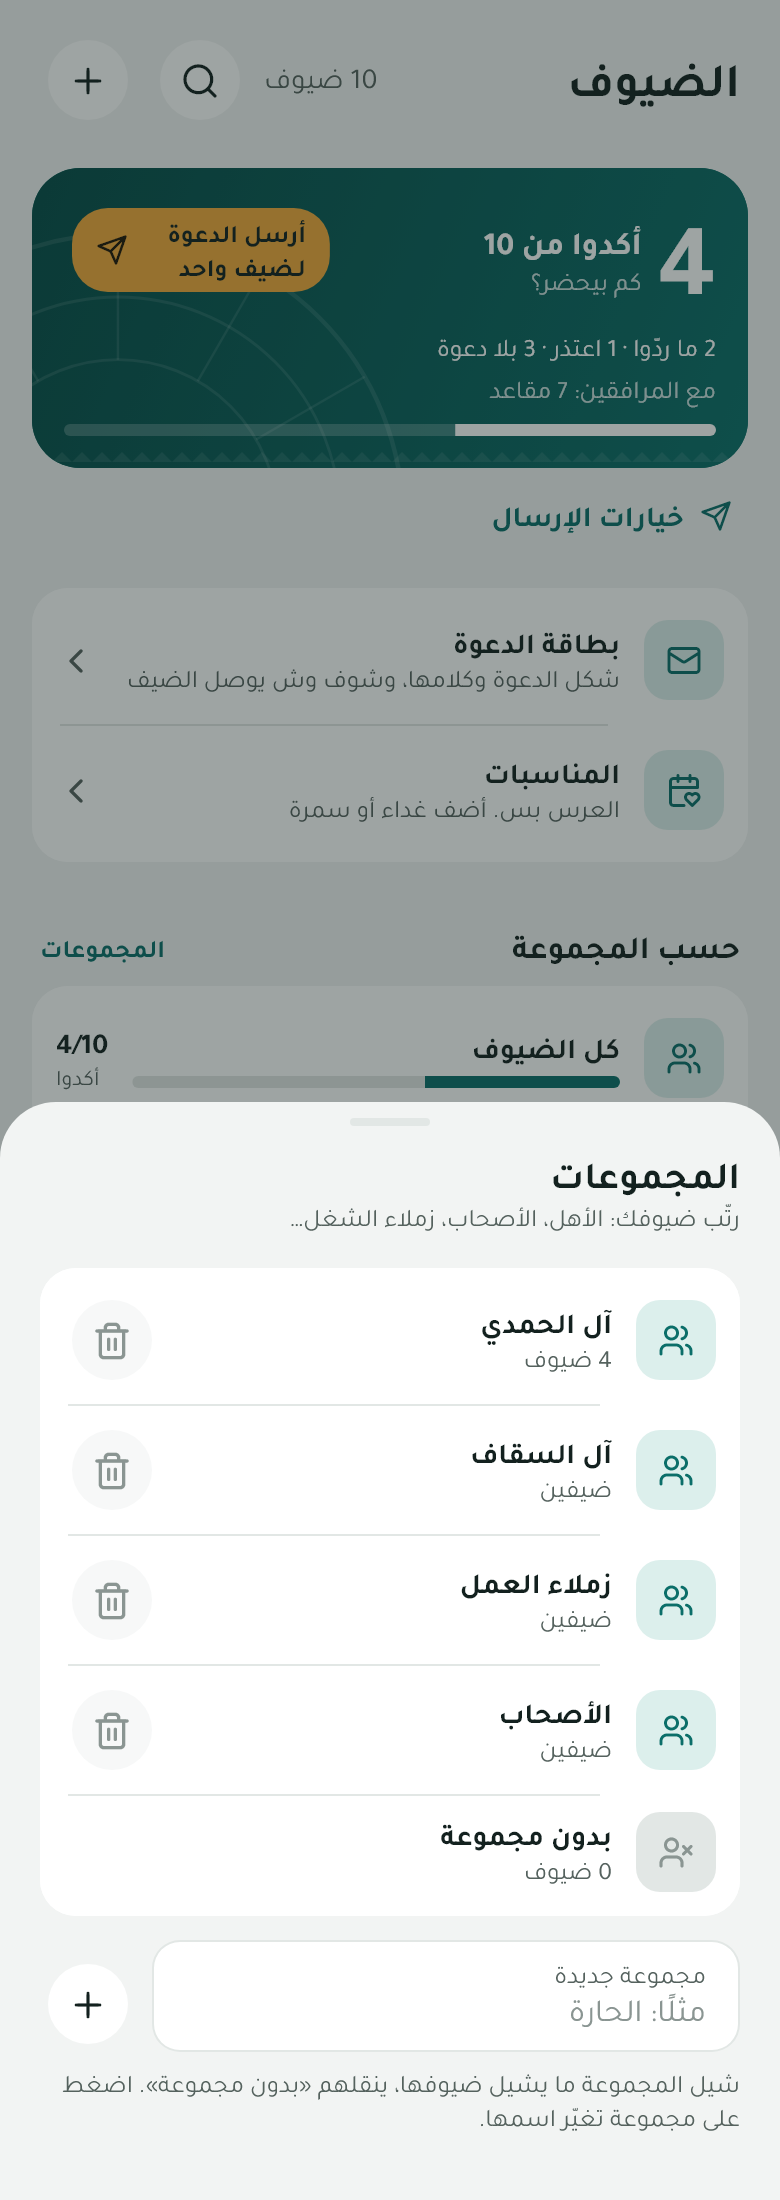 الضيوف
10 ضيوف
4
أكدوا من 10
كم بيحضر؟
أرسل الدعوة
لضيف واحد
2 ما ردّوا · 1 اعتذر · 3 بلا دعوة
مع المرافقين: 7 مقاعد
خيارات الإرسال
بطاقة الدعوة
شكل الدعوة وكلامها، وشوف وش يوصل الضيف
المناسبات
العرس بس. أضف غداء أو سمرة
حسب المجموعة
المجموعات
كل الضيوف
4/10
أكدوا
المجموعات
رتّب ضيوفك: الأهل، الأصحاب، زملاء الشغل...
آل الحمدي
4 ضيوف
آل السقاف
ضيفين
زملاء العمل
ضيفين
الأصحاب
ضيفين
بدون مجموعة
0 ضيوف
مجموعة جديدة
مثلًا: الحارة
شيل المجموعة ما يشيل ضيوفها، ينقلهم «بدون مجموعة». اضغط
على مجموعة تغيّر اسمها.